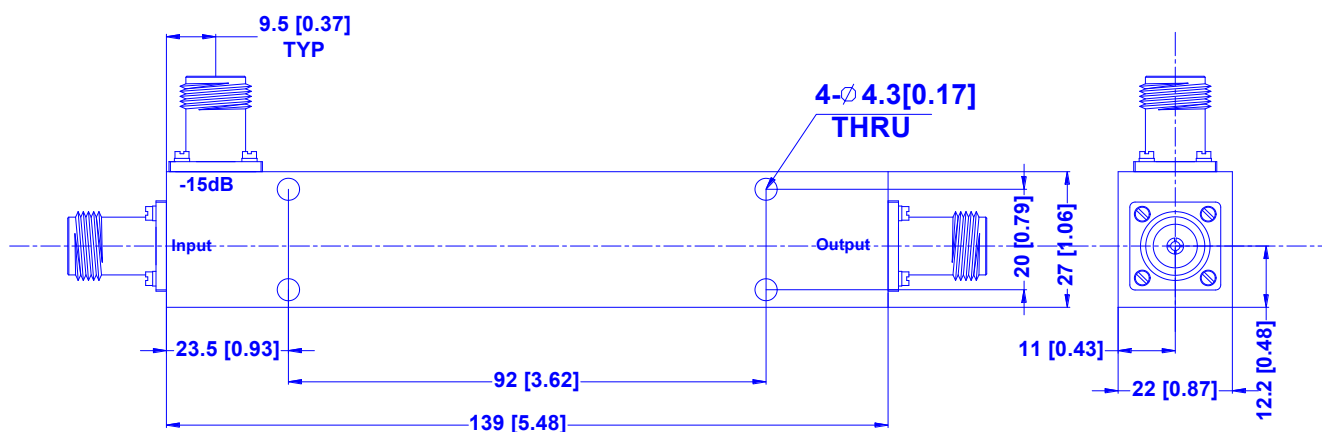 9.5 [0.37]
TYP
4-∅ 4.3[0.17]
THRU
-15dB
Input
Output
20 [0.79]
27 [1.06]
23.5 [0.93]
92 [3.62]
139 [5.48]
11 [0.43]
22 [0.87]
12.2 [0.48]